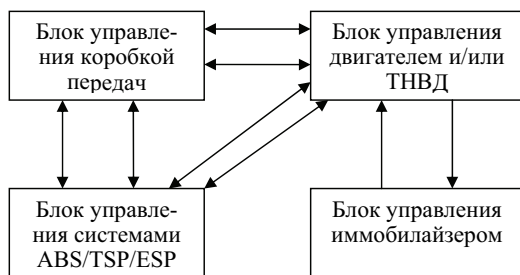 Блок управле-
ния коробкой
передач
Блок управления
двигателем и/или
ТНВД
Блок управле-
ния системами
ABS/TSP/ESP
Блок управления
иммобилайзером